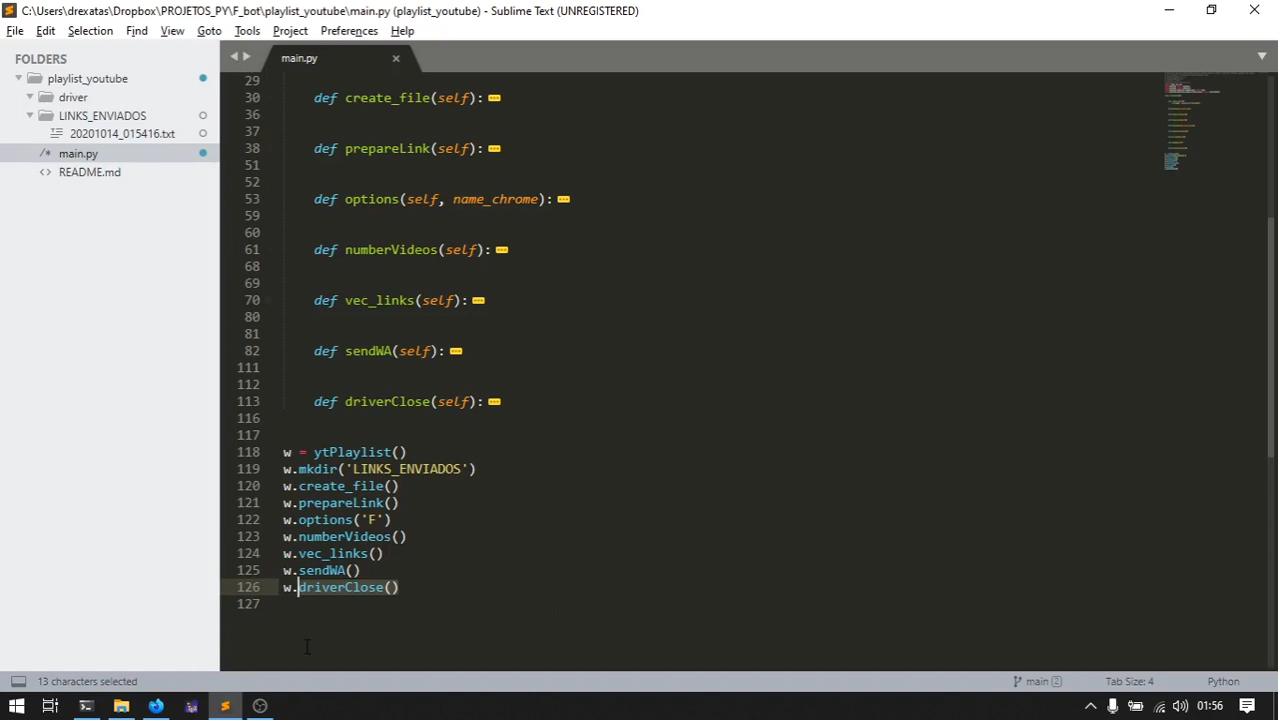 C:\Users\drexatas\Dropbox\PROJETOS_PY\F_bot\playlist_youtube\main.py (playlist_youtube) - Sublime Text (UNREGISTERED)
File Edit Selection Find View Goto Tools Project Preferences Help
FOLDERS
playlist_youtube
driver
LINKS_ENVIADOS
20201014_015416.txt
/* main.py
<> README.md
main.py
29
30 def create_file(self):
36
37
38 def prepareLink(self):
51
52
53 def options(self, name_chrome):
59
60
61 def numberVideos(self):
68
69
70 def vec_links(self):
80
81
82 def sendWA(self):
111
112
113 def driverClose(self):
116
117
118 w = ytPlaylist()
119 w.mkdir('LINKS_ENVIADOS')
120 w.create_file()
121 w.prepareLink()
122 w.options('F')
123 w.numberVideos()
124 w.vec_links()
125 w.sendWA()
126 w.driverClose()
127
13 characters selected
main 2
Tab Size: 4
Python
01:56